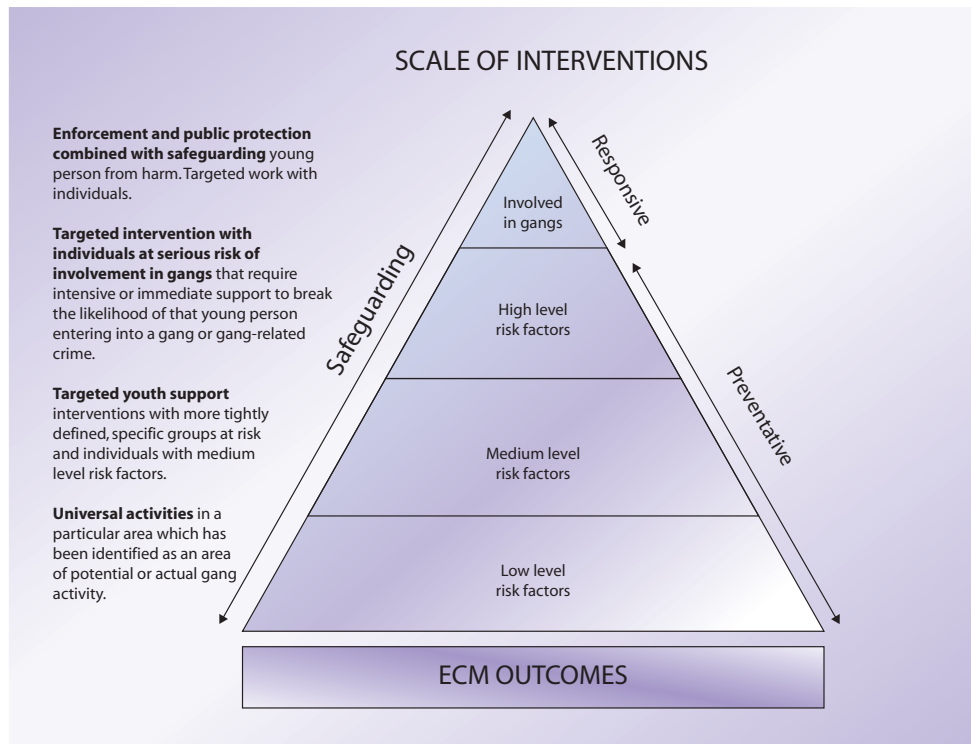 SCALE OF INTERVENTIONS
Enforcement and public protection
combined with safeguarding young
person from harm. Targeted work with
individuals.
Targeted intervention with
individuals at serious risk of
involvement in gangs that require
intensive or immediate support to break
the likelihood of that young person
entering into a gang or gang-related
crime.
Targeted youth support
interventions with more tightly
defined, specific groups at risk
and individuals with medium
level risk factors.
Universal activities in a
particular area which has
been identified as an area
of potential or actual gang
activity.
Safeguarding
Involved
in gangs
High level
risk factors
Medium level
risk factors
Low level
risk factors
Responsive
Preventative
ECM OUTCOMES